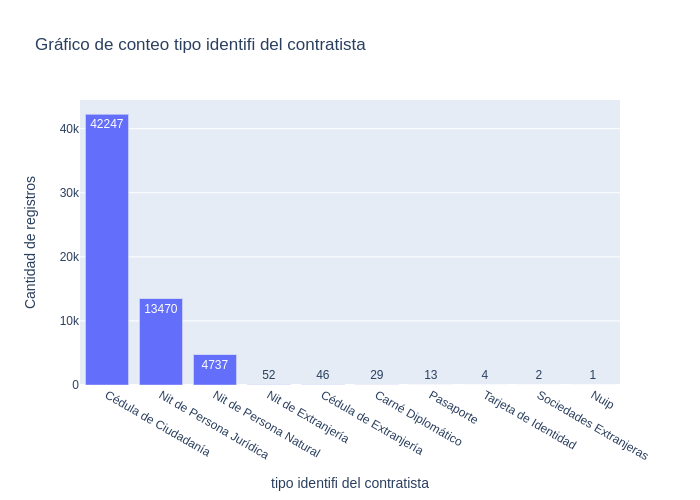 Gráfico de conteo tipo identifi del contratista
Cantidad de registros
40k
30k
20k
10k
0
42247
13470
4737
52
46
29
13
4
2
1
Cédula de Ciudadanía
Nit de Persona Jurídica
Nit de Persona Natural
Nit de Extranjería
Cédula de Extranjería
Carné Diplomático
Pasaporte
Tarjeta de Identidad
Sociedades Extranjeras
Nuip
tipo identifi del contratista